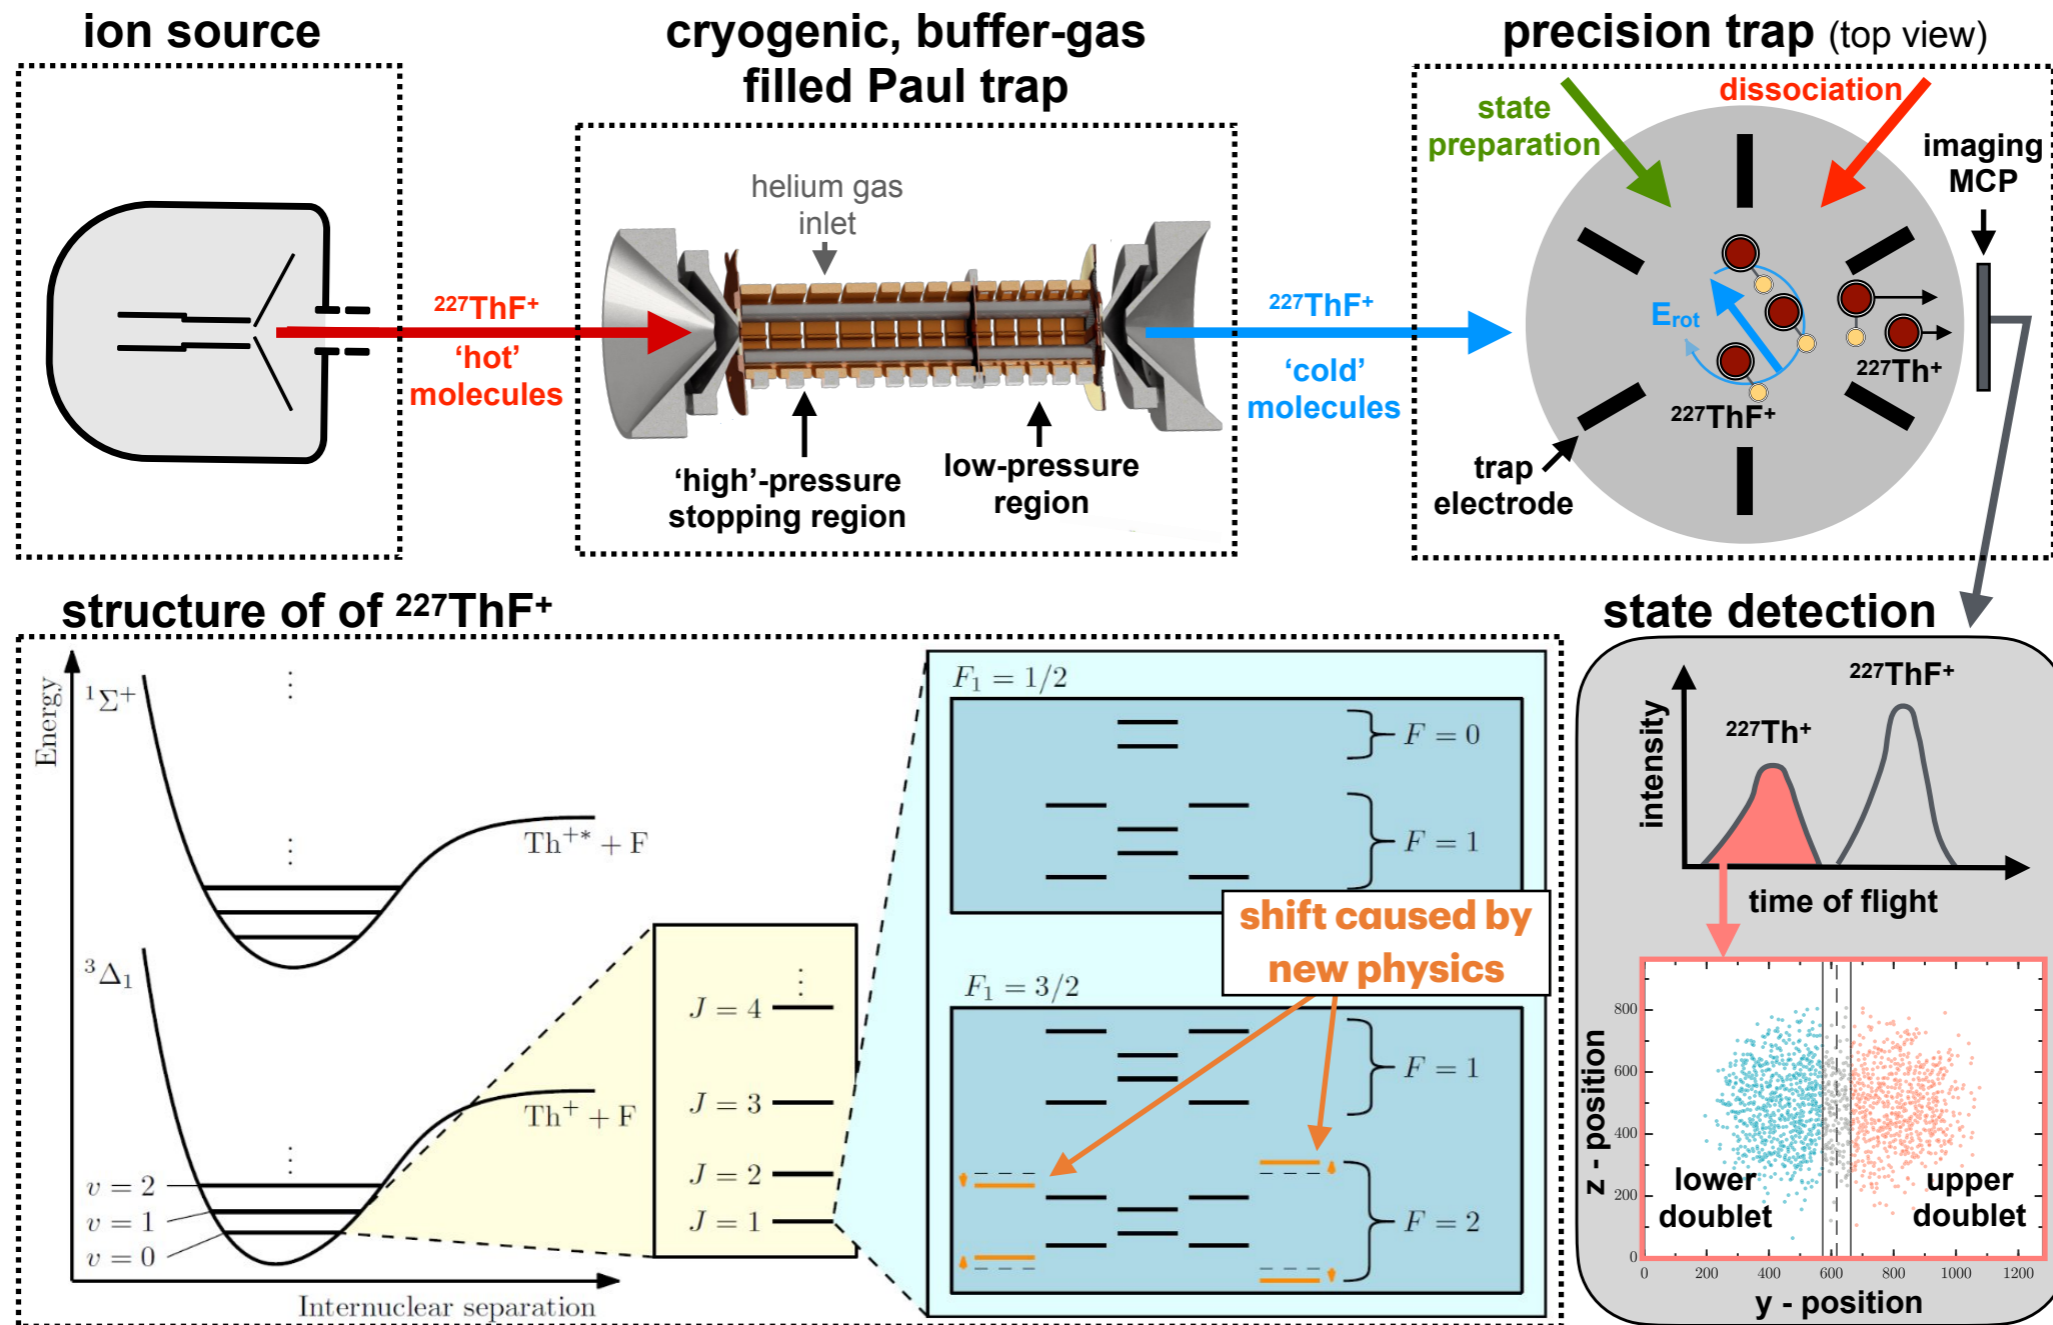 ion source
cryogenic, buffer-gas
filled Paul trap
precision trap (top view)
helium gas
inlet
²²⁷ThF⁺
'hot'
molecules
'high'-pressure
stopping region
low-pressure
region
²²⁷ThF⁺
'cold'
molecules
state
preparation
dissociation
imaging
MCP
Eᵣₒₜ
²²⁷Th⁺
²²⁷ThF⁺
trap
electrode
structure of of ²²⁷ThF⁺
Energy
¹Σ⁺
⋮
⋮
Th⁺* + F
³Δ₁
⋮
Th⁺ + F
v = 2
v = 1
v = 0
Internuclear separation
⋮
J = 4
J = 3
J = 2
J = 1
F₁ = 1/2
F = 0
F = 1
shift caused by
new physics
F₁ = 3/2
F = 1
F = 2
state detection
²²⁷ThF⁺
²²⁷Th⁺
intensity
time of flight
z - position
800
600
400
200
0
lower
doublet
upper
doublet
0 200 400 600 800 1000 1200
y - position